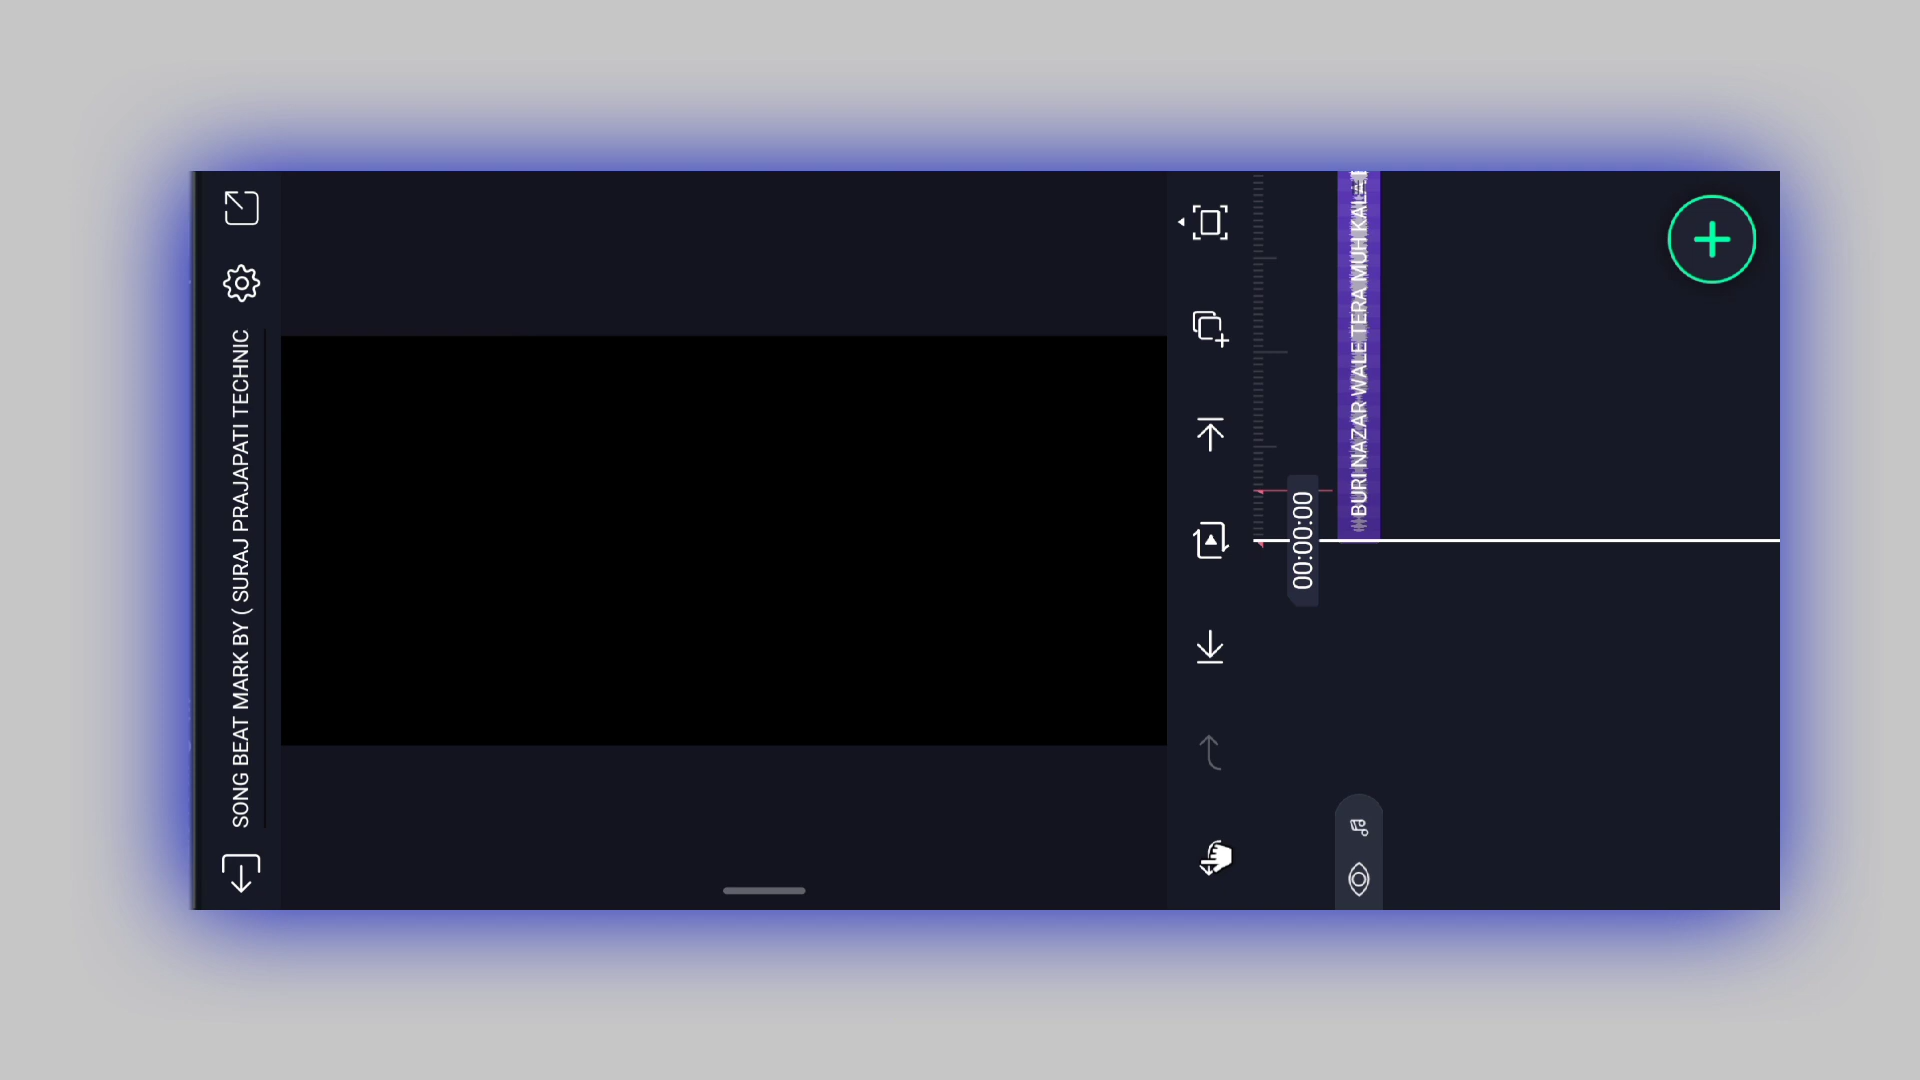 SONG BEAT MARK BY ( SURAJ PRAJAPATI TECHNIC
00:00:00
BURI NAZAR WALE TERA MUH KALA